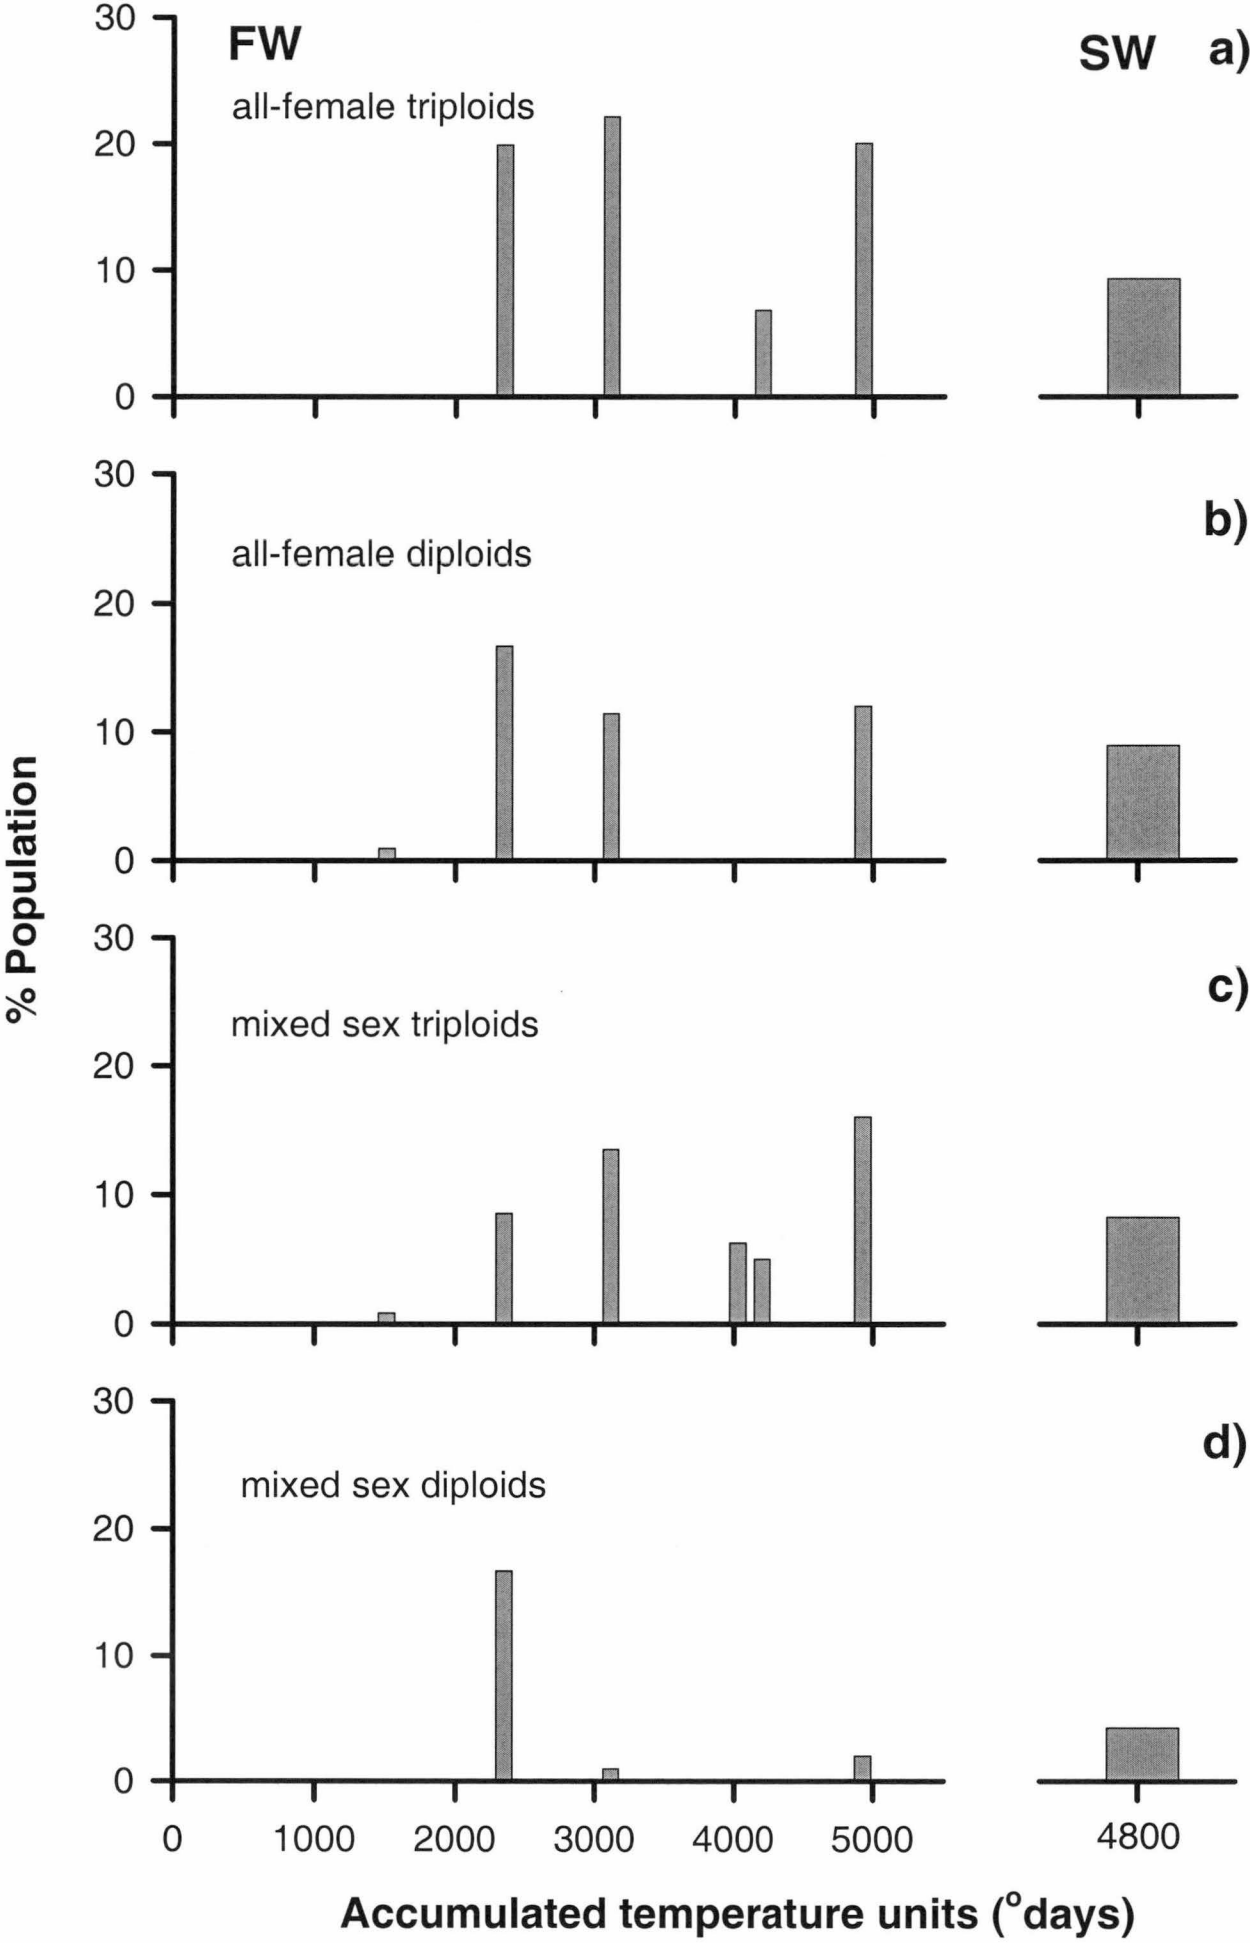 30
FW
SW a)
all-female triploids
20
10
0
30
b)
all-female diploids
20
10
0
% Population
30
c)
mixed sex triploids
20
10
0
30
d)
mixed sex diploids
20
10
0
0 1000 2000 3000 4000 5000 4800
Accumulated temperature units (°days)